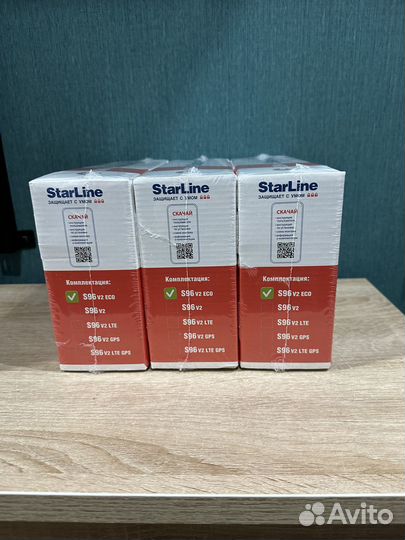 StarLine
ЗАЩИЩАЕТ С УМОМ
СКАЧАЙ
Комплектация:
S96 V2 ECO
S96 V2
S96 V2 LTE
S96 V2 GPS
S96 V2 LTE GPS
StarLine
ЗАЩИЩАЕТ С УМОМ
СКАЧАЙ
Комплектация:
S96 V2 ECO
S96 V2
S96 V2 LTE
S96 V2 GPS
S96 V2 LTE GPS
StarLine
ЗАЩИЩАЕТ С УМОМ
СКАЧАЙ
Комплектация:
S96 V2 ECO
S96 V2
S96 V2 LTE
S96 V2 GPS
S96 V2 LTE GPS
Avito